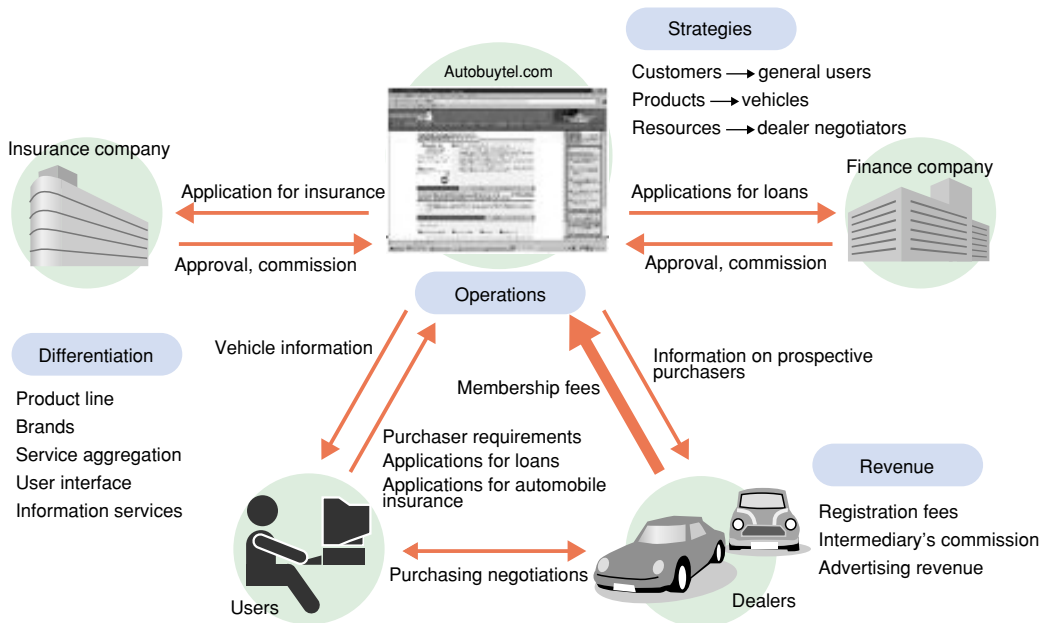 Strategies
Autobuytel.com
Customers → general users
Products → vehicles
Resources → dealer negotiators
Insurance company
Finance company
Application for insurance
Applications for loans
Approval, commission
Approval, commission
Operations
Differentiation
Vehicle information
Information on prospective
purchasers
Membership fees
Product line
Brands
Service aggregation
User interface
Information services
Purchaser requirements
Applications for loans
Applications for automobile
insurance
Revenue
Registration fees
Intermediary's commission
Advertising revenue
Purchasing negotiations
Users
Dealers